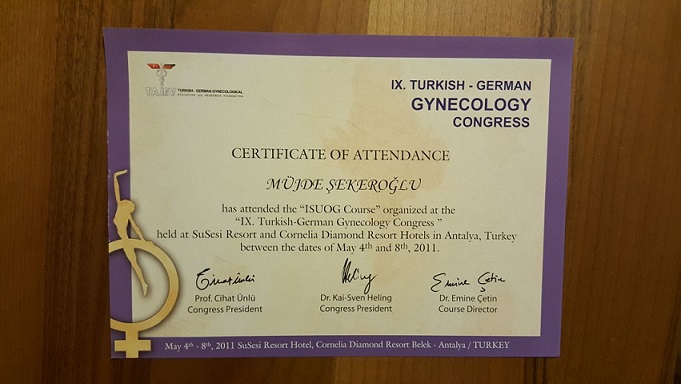 TAJEV
TURKISH - GERMAN GYNECOLOGICAL
EDUCATION and RESEARCH FOUNDATION
IX. TURKISH - GERMAN
GYNECOLOGY
CONGRESS
CERTIFICATE OF ATTENDANCE
MÜJDE ŞEKEROĞLU
has attended the "ISUOG Course" organized at the
"IX. Turkish-German Gynecology Congress "
held at SuSesi Resort and Cornelia Diamond Resort Hotels in Antalya, Turkey
between the dates of May 4th and 8th, 2011.
Emine Çetin
Prof. Cihat Ünlü
Congress President
Dr. Kai-Sven Heling
Congress President
Dr. Emine Çetin
Course Director
May 4th - 8th, 2011 SuSesi Resort Hotel, Cornelia Diamond Resort Belek - Antalya / TURKEY